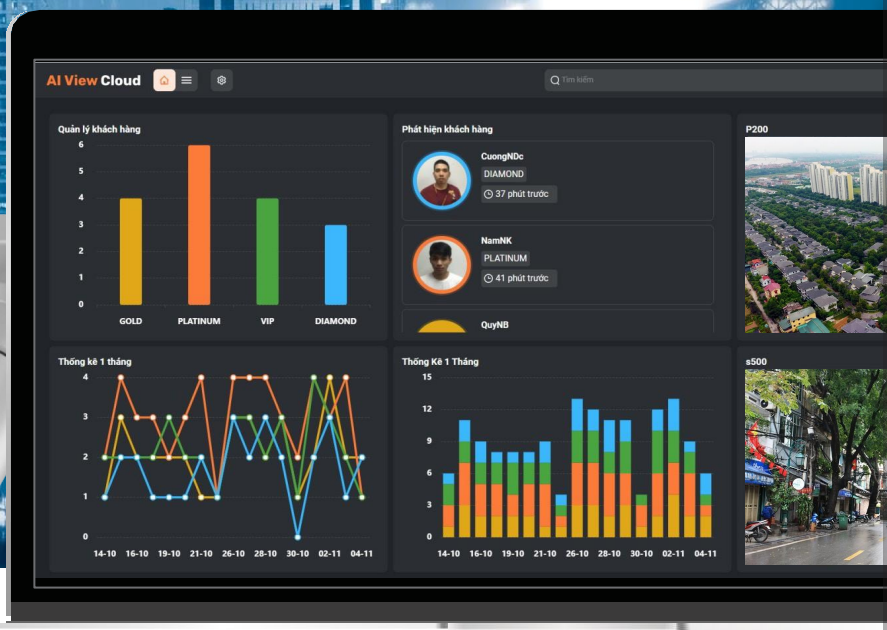 AI View Cloud
Tìm kiếm
Quản lý khách hàng
6
5
4
3
2
1
0
GOLD PLATINUM VIP DIAMOND
Phát hiện khách hàng
CuongNDc
DIAMOND
37 phút trước
NamNK
PLATINUM
41 phút trước
QuyNB
P200
Thống kê 1 tháng
4
3
2
1
0
14-10 16-10 19-10 21-10 26-10 28-10 30-10 02-11 04-11
Thống Kê 1 Tháng
15
12
9
6
3
0
14-10 16-10 19-10 21-10 26-10 28-10 30-10 02-11 04-11
s500